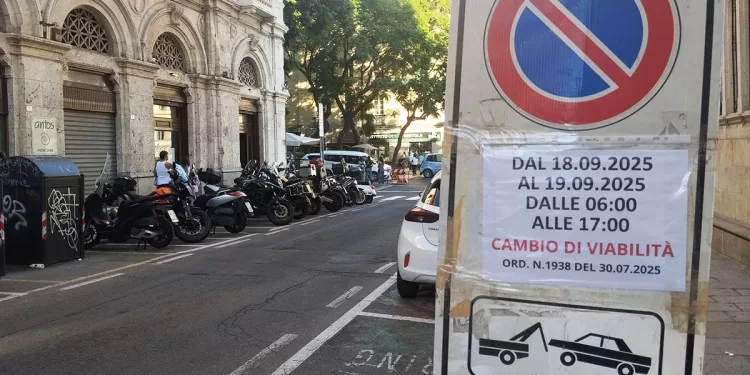 DAL 18.09.2025
AL 19.09.2025
DALLE 06:00
ALLE 17:00
CAMBIO DI VIABILITÀ
ORD. N.1938 DEL 30.07.2025
antos